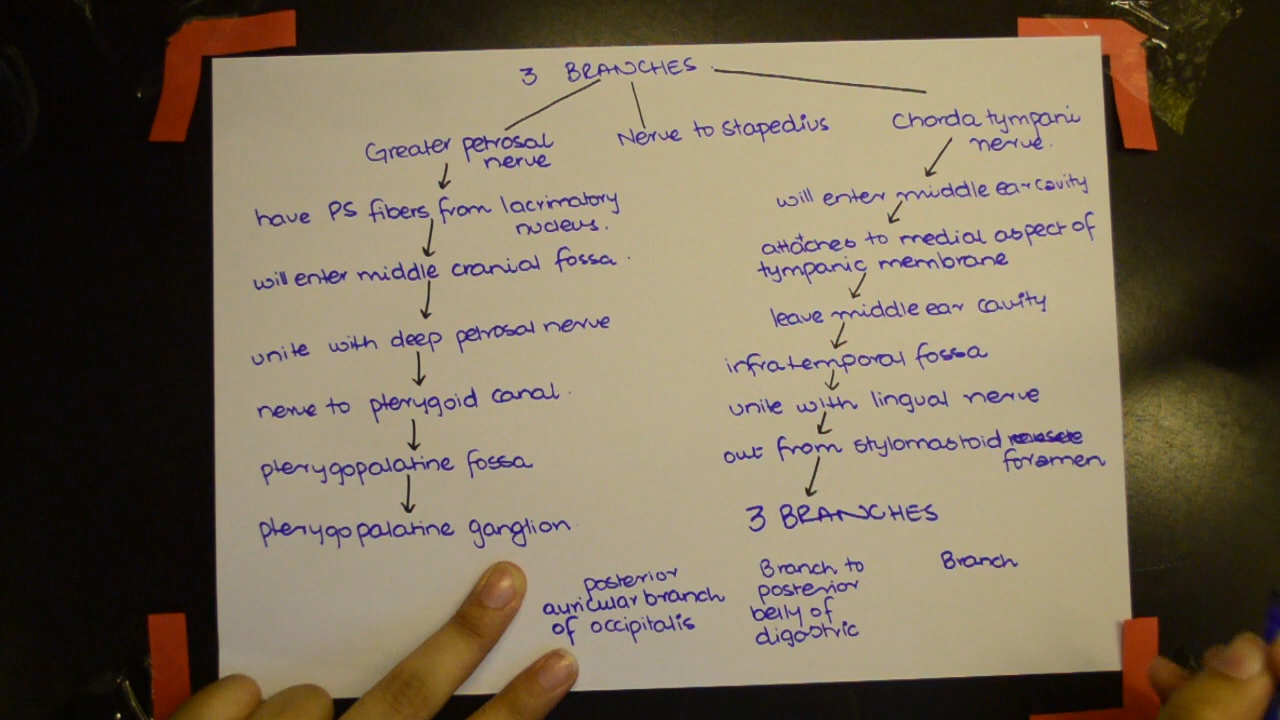 3 BRANCHES
Greater petrosal
nerve
have PS fibers from lacrimatory
nucleus.
will enter middle cranial fossa.
unite with deep petrosal nerve
nerve to pterygoid canal.
pterygopalatine fossa
pterygopalatine ganglion
Nerve to stapedius
Chorda tympani
nerve.
will enter middle ear cavity
attaches to medial aspect of
tympanic membrane
leave middle ear cavity
infratemporal fossa
unite with lingual nerve
out from stylomastoid
foramen
3 BRANCHES
posterior
auricular branch
of occipitalis
Branch to
posterior
belly of
digastric
Branch